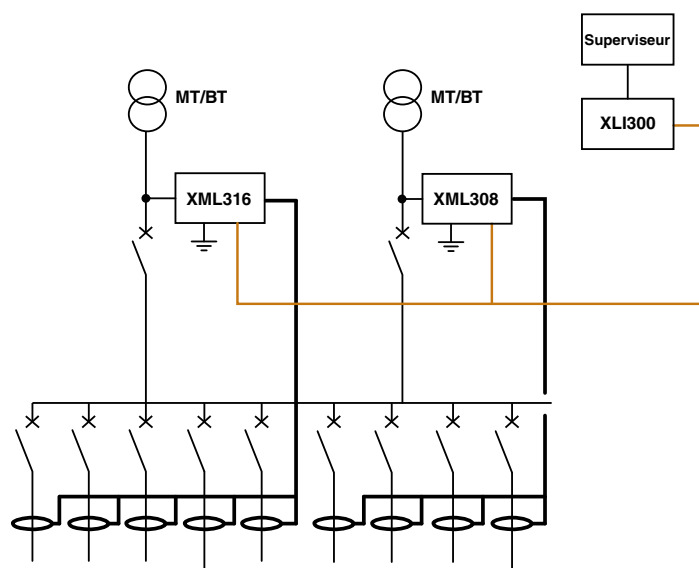 Superviseur
MT/BT
MT/BT
XLI300
XML316
XML308